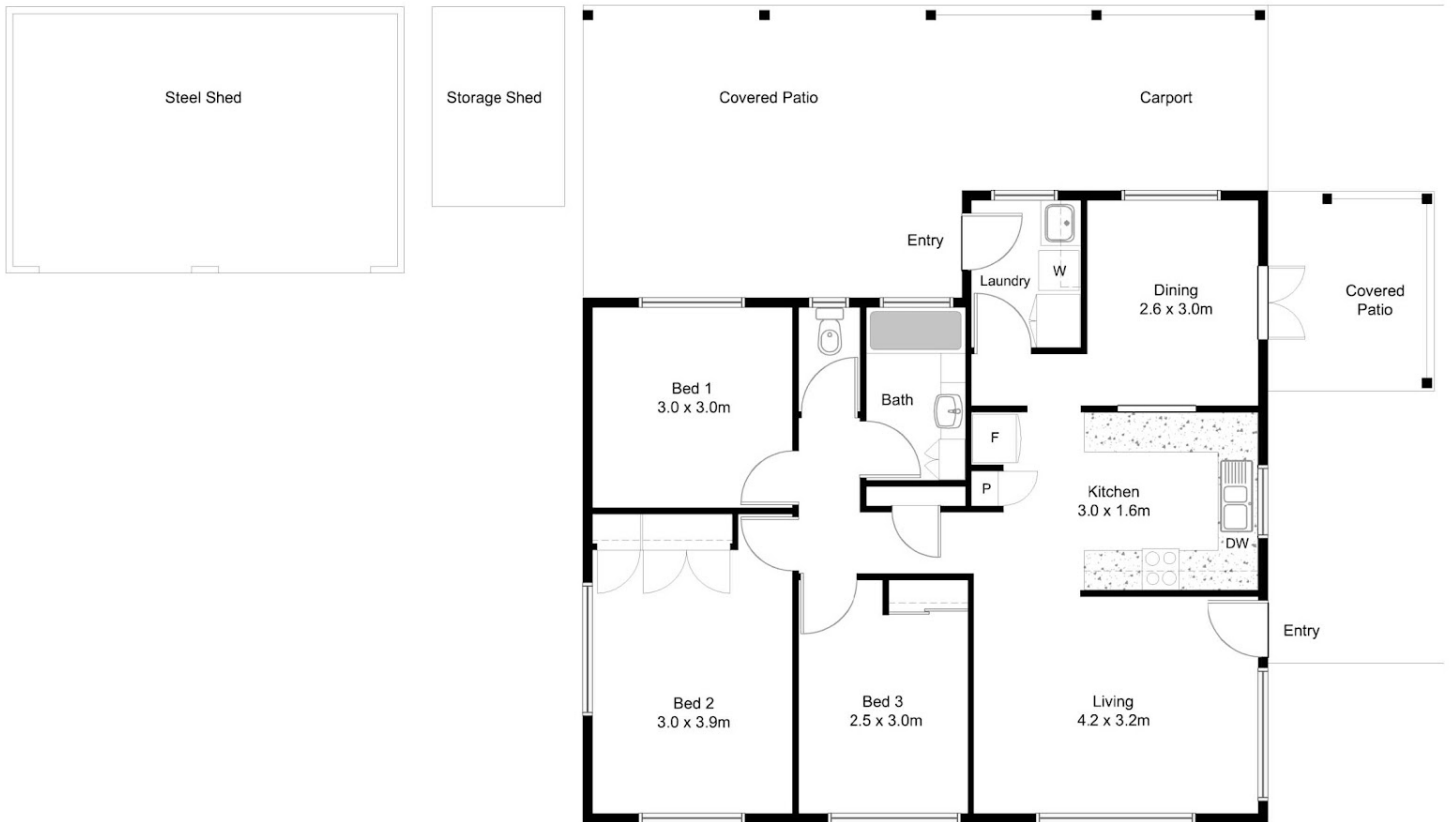 Steel Shed
Storage Shed
Covered Patio
Carport
Entry
Laundry
W
Dining
2.6 x 3.0m
Covered
Patio
Bed 1
3.0 x 3.0m
Bath
F
P
Kitchen
3.0 x 1.6m
DW
Entry
Bed 2
3.0 x 3.9m
Bed 3
2.5 x 3.0m
Living
4.2 x 3.2m